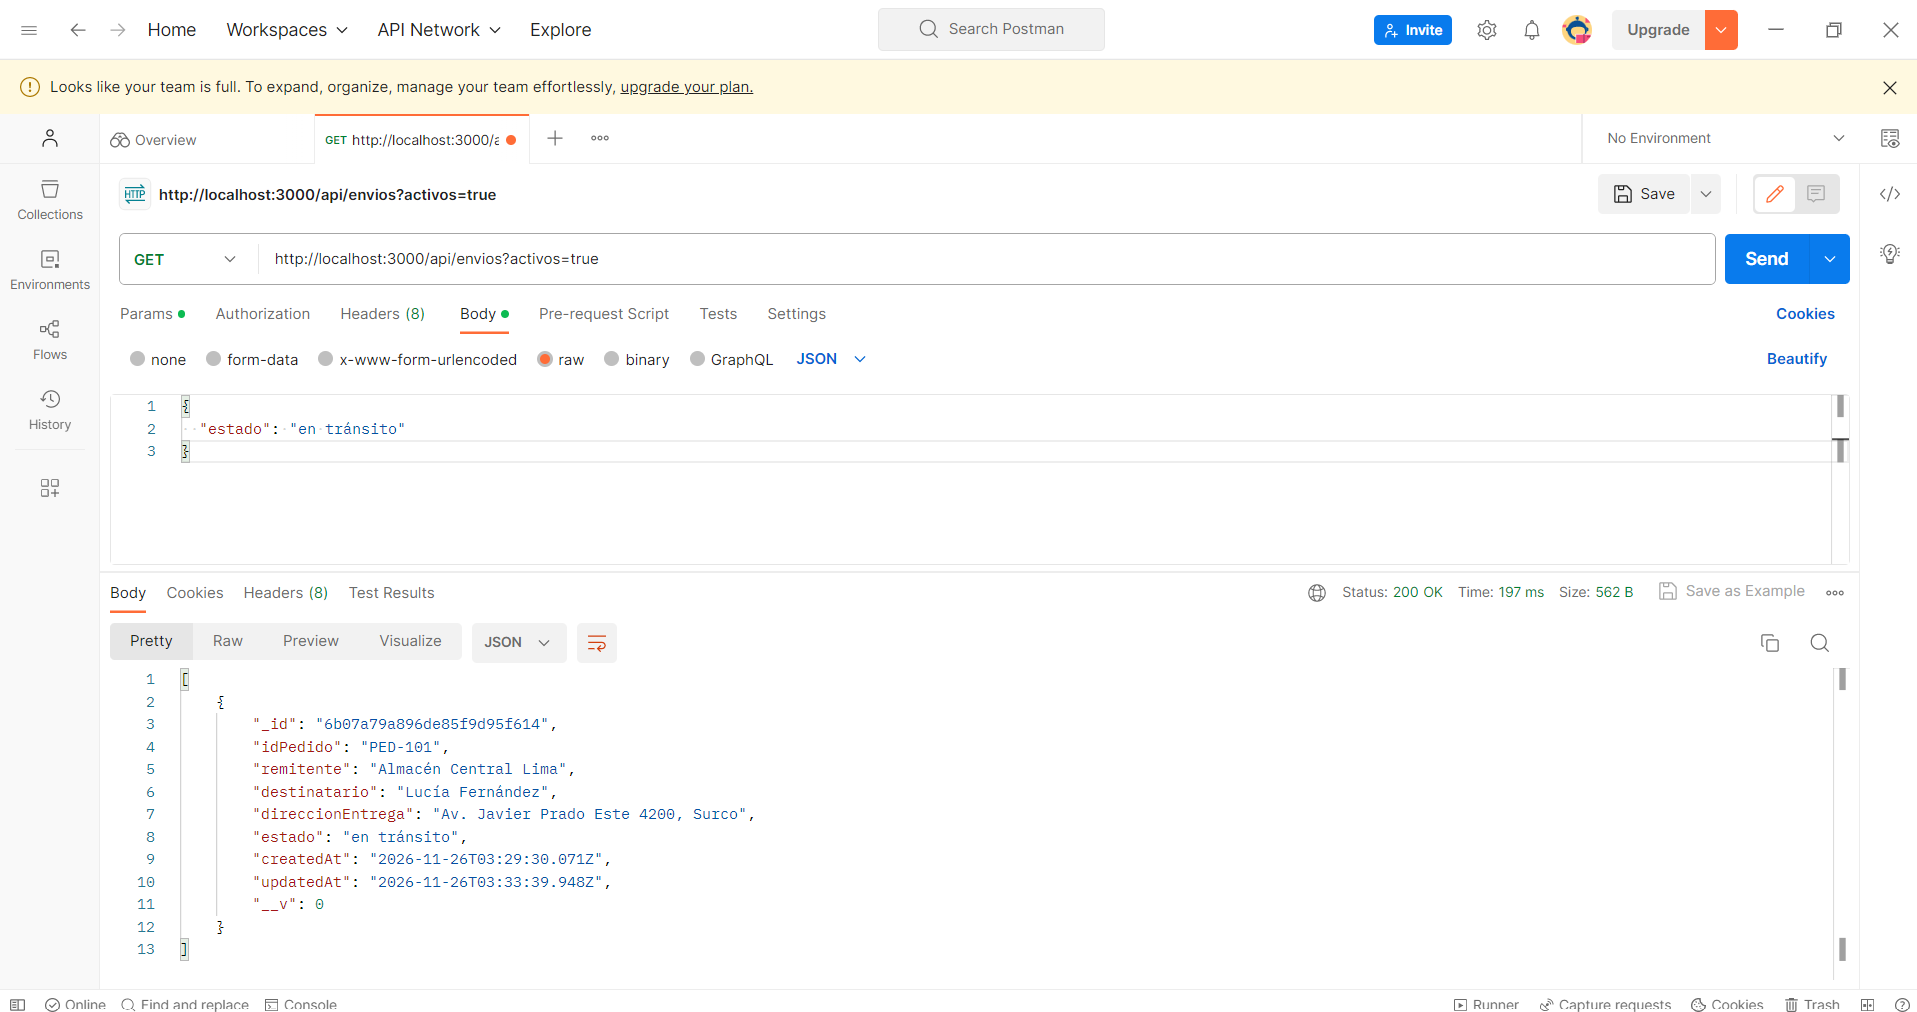 Home Workspaces API Network Explore Search Postman Invite Upgrade
Looks like your team is full. To expand, organize, manage your team effortlessly, upgrade your plan.
Overview GET http://localhost:3000/a No Environment
HTTP http://localhost:3000/api/envios?activos=true Save
Collections
GET http://localhost:3000/api/envios?activos=true Send
Environments
Params Authorization Headers (8) Body Pre-request Script Tests Settings Cookies
Flows
none form-data x-www-form-urlencoded raw binary GraphQL JSON Beautify
History
1 {
2 "estado": "en tránsito"
3 }
Body Cookies Headers (8) Test Results Status: 200 OK Time: 197 ms Size: 562 B Save as Example
Pretty Raw Preview Visualize JSON
1 [
2 {
3 "_id": "6b07a79a896de85f9d95f614",
4 "idPedido": "PED-101",
5 "remitente": "Almacén Central Lima",
6 "destinatario": "Lucía Fernández",
7 "direccionEntrega": "Av. Javier Prado Este 4200, Surco",
8 "estado": "en tránsito",
9 "createdAt": "2026-11-26T03:29:30.071Z",
10 "updatedAt": "2026-11-26T03:33:39.948Z",
11 "__v": 0
12 }
13 ]
Online Find and replace Console Runner Capture requests Cookies Trash